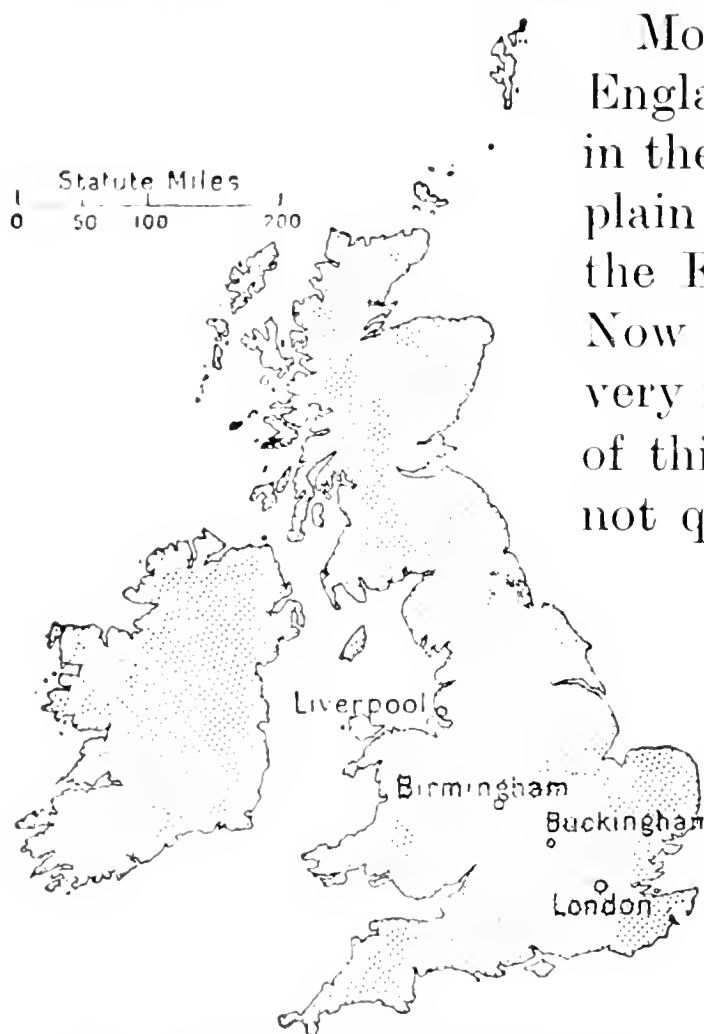 Mo
Engla
in the
plain
the E
Now
very
of thi
not q
Statute Miles
0 50 100 200
Liverpool
Birmingham
Buckingham
London